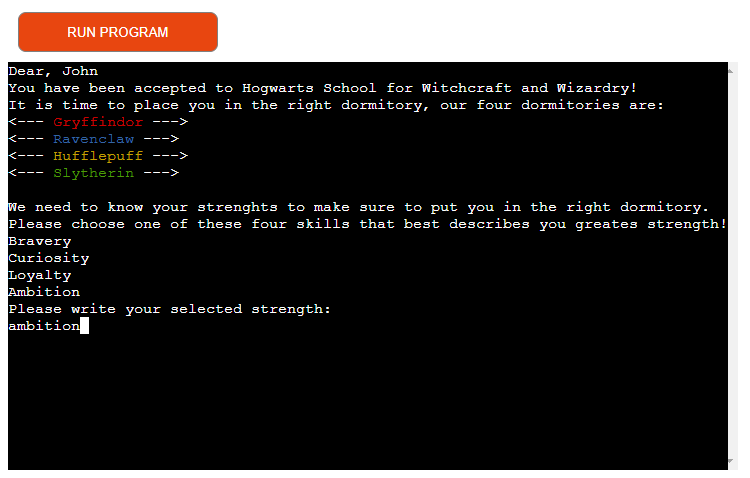 RUN PROGRAM
Dear, John
You have been accepted to Hogwarts School for Witchcraft and Wizardry!
It is time to place you in the right dormitory, our four dormitories are:
<--- Gryffindor --->
<--- Ravenclaw --->
<--- Hufflepuff --->
<--- Slytherin --->
We need to know your strenghts to make sure to put you in the right dormitory.
Please choose one of these four skills that best describes you greates strength!
Bravery
Curiosity
Loyalty
Ambition
Please write your selected strength:
ambition